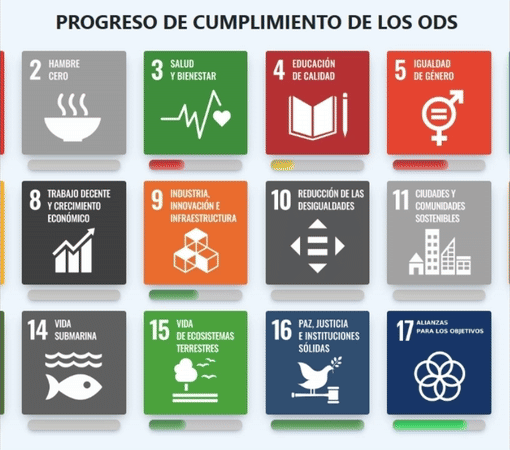 PROGRESO DE CUMPLIMIENTO DE LOS ODS
2 HAMBRE
CERO
3 SALUD
Y BIENESTAR
4 EDUCACIÓN
DE CALIDAD
5 IGUALDAD
DE GÉNERO
8 TRABAJO DECENTE
Y CRECIMIENTO
ECONÓMICO
9 INDUSTRIA,
INNOVACIÓN E
INFRAESTRUCTURA
10 REDUCCIÓN DE LAS
DESIGUALDADES
11 CIUDADES Y
COMUNIDADES
SOSTENIBLES
14 VIDA
SUBMARINA
15 VIDA
DE ECOSISTEMAS
TERRESTRES
16 PAZ, JUSTICIA
E INSTITUCIONES
SÓLIDAS
17 ALIANZAS
PARA LOS OBJETIVOS